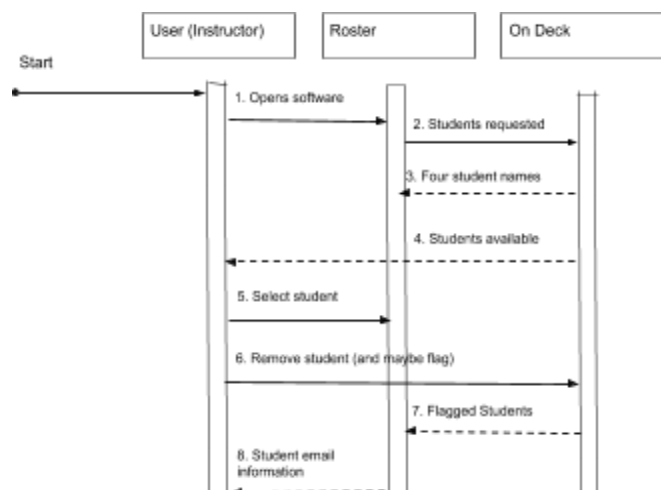 User (Instructor)
Roster
On Deck
Start
1. Opens software
2. Students requested
3. Four student names
4. Students available
5. Select student
6. Remove student (and maybe flag)
7. Flagged Students
8. Student email
information